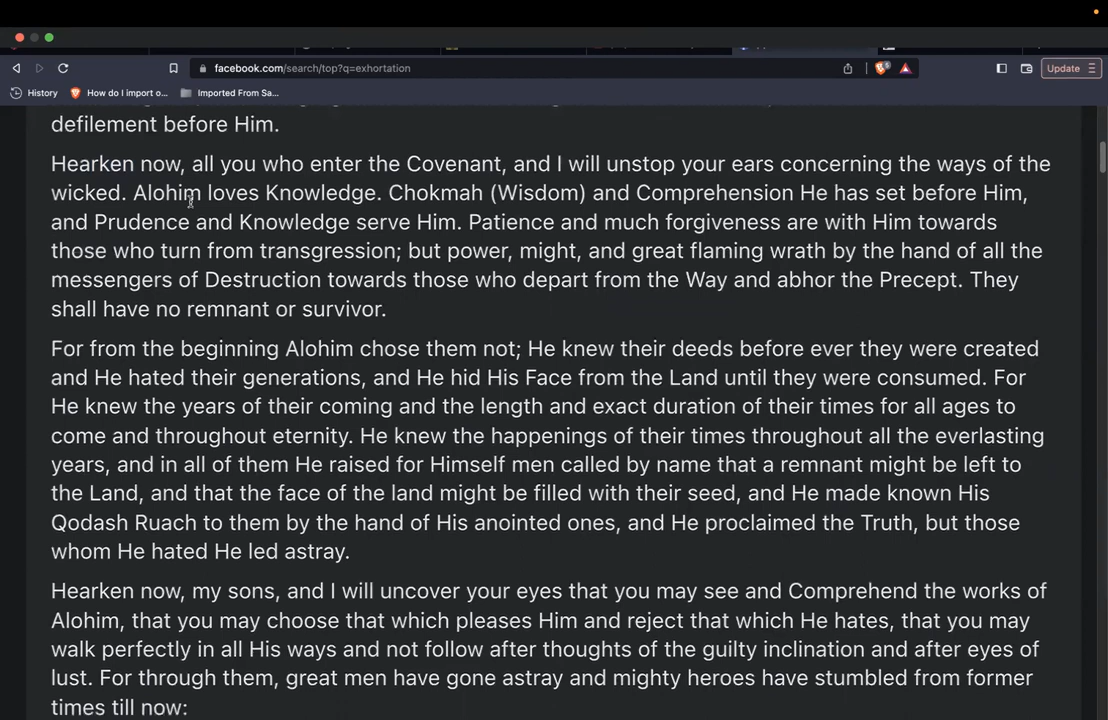 facebook.com/search/top?q=exhortation
6
Update
History
How do I import o...
Imported From Sa...
defilement before Him.
Hearken now, all you who enter the Covenant, and I will unstop your ears concerning the ways of the
wicked. Alohim loves Knowledge. Chokmah (Wisdom) and Comprehension He has set before Him,
and Prudence and Knowledge serve Him. Patience and much forgiveness are with Him towards
those who turn from transgression; but power, might, and great flaming wrath by the hand of all the
messengers of Destruction towards those who depart from the Way and abhor the Precept. They
shall have no remnant or survivor.
For from the beginning Alohim chose them not; He knew their deeds before ever they were created
and He hated their generations, and He hid His Face from the Land until they were consumed. For
He knew the years of their coming and the length and exact duration of their times for all ages to
come and throughout eternity. He knew the happenings of their times throughout all the everlasting
years, and in all of them He raised for Himself men called by name that a remnant might be left to
the Land, and that the face of the land might be filled with their seed, and He made known His
Qodash Ruach to them by the hand of His anointed ones, and He proclaimed the Truth, but those
whom He hated He led astray.
Hearken now, my sons, and I will uncover your eyes that you may see and Comprehend the works of
Alohim, that you may choose that which pleases Him and reject that which He hates, that you may
walk perfectly in all His ways and not follow after thoughts of the guilty inclination and after eyes of
lust. For through them, great men have gone astray and mighty heroes have stumbled from former
times till now: